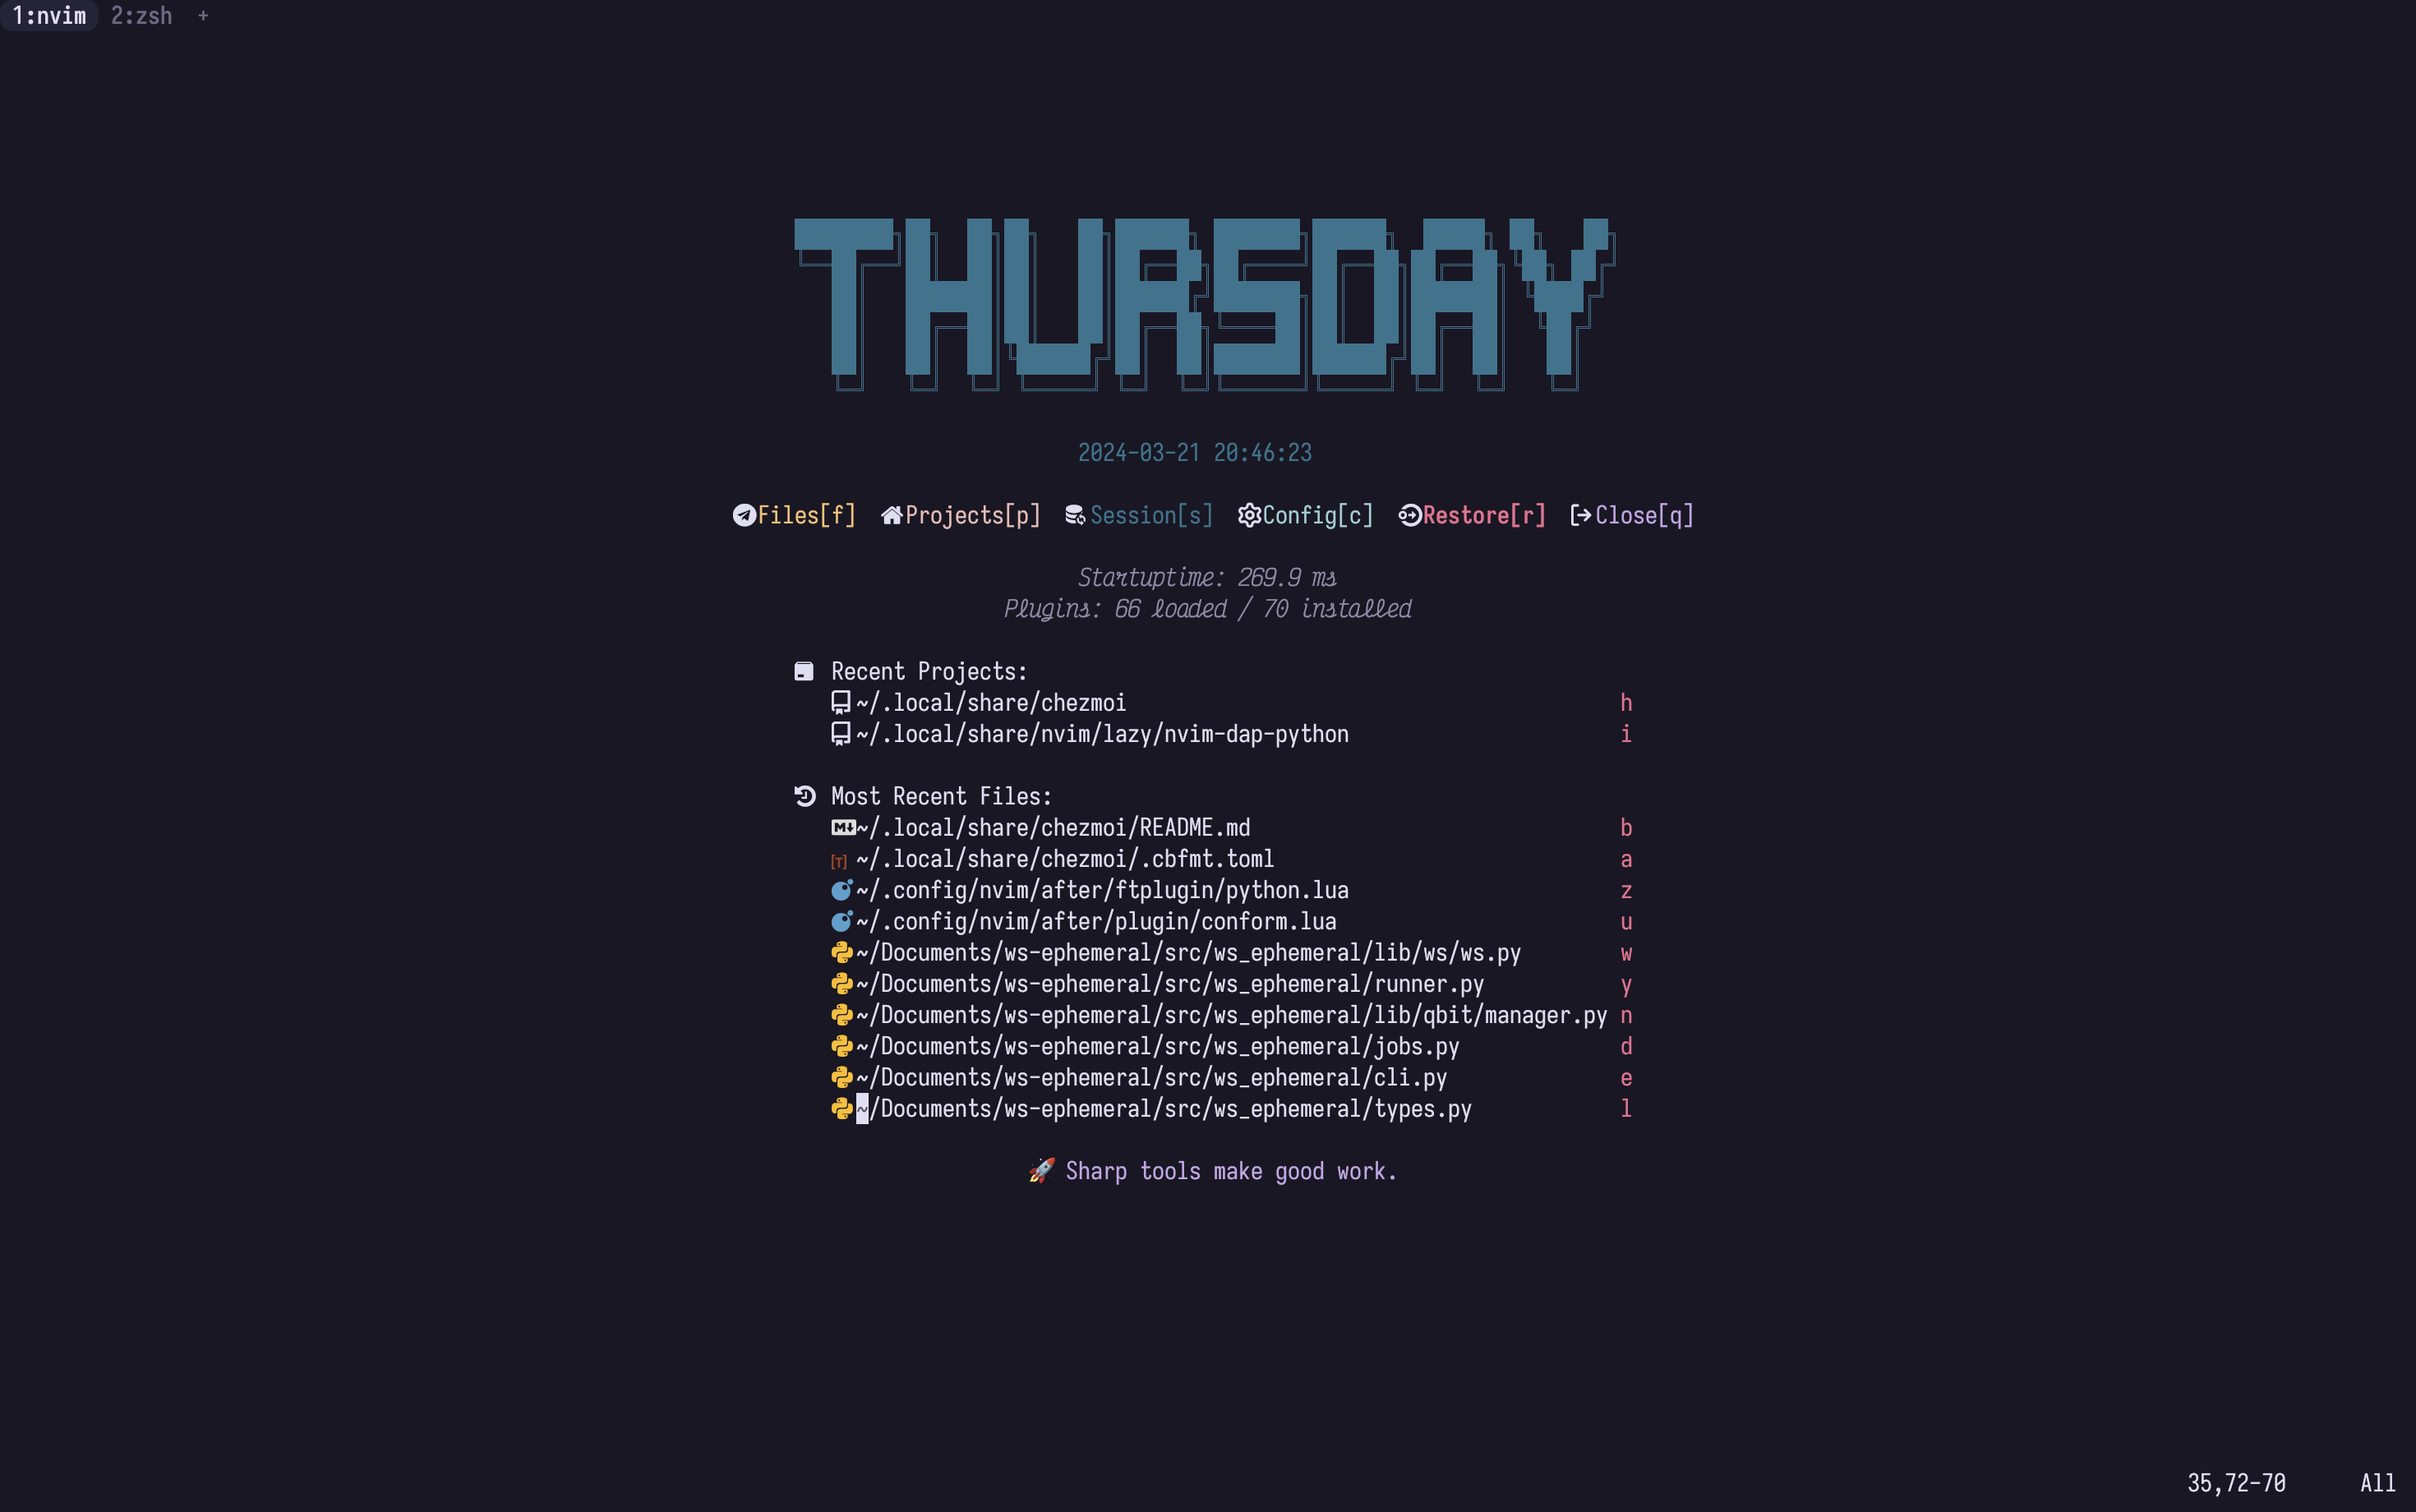 1:nvim 2:zsh +
THURSDAY
2024-03-21 20:46:23
Files[f] Projects[p] Session[s] Config[c] Restore[r] Close[q]
Startuptime: 269.9 ms
Plugins: 66 loaded / 70 installed
Recent Projects:
~/.local/share/chezmoi h
~/.local/share/nvim/lazy/nvim-dap-python i
Most Recent Files:
M~/.local/share/chezmoi/README.md b
[T] ~/.local/share/chezmoi/.cbfmt.toml a
~/.config/nvim/after/ftplugin/python.lua z
~/.config/nvim/after/plugin/conform.lua u
~/Documents/ws-ephemeral/src/ws_ephemeral/lib/ws/ws.py w
~/Documents/ws-ephemeral/src/ws_ephemeral/runner.py y
~/Documents/ws-ephemeral/src/ws_ephemeral/lib/qbit/manager.py n
~/Documents/ws-ephemeral/src/ws_ephemeral/jobs.py d
~/Documents/ws-ephemeral/src/ws_ephemeral/cli.py e
~/Documents/ws-ephemeral/src/ws_ephemeral/types.py l
🚀 Sharp tools make good work.
35,72-70 All